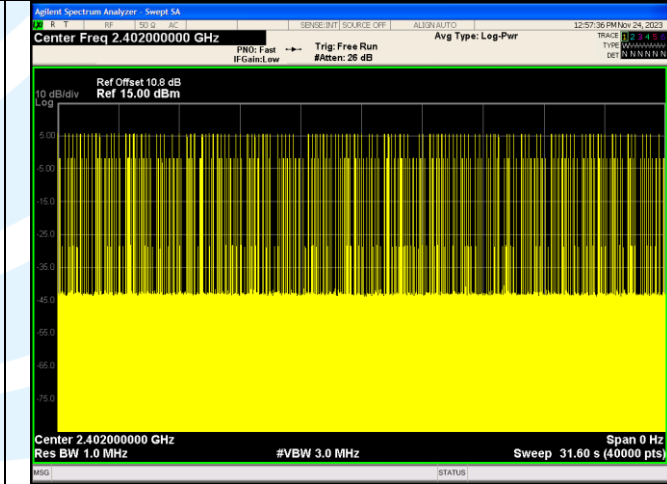 Agilent Spectrum Analyzer - Swept SA
R T RF 50 Ω AC SENSE:INT SOURCE OFF ALIGN AUTO 12:57:36 PM Nov 24, 2023
Center Freq 2.402000000 GHz Avg Type: Log-Pwr TRACE 1 2 3 4 5 6
PNO: Fast Trig: Free Run TYPE WWWWWW
IFGain:Low #Atten: 26 dB DET N N N N N N
Ref Offset 10.8 dB
10 dB/div Ref 15.00 dBm
Log
5.00
-5.00
-15.0
-25.0
-35.0
-45.0
-55.0
-65.0
-75.0
Center 2.402000000 GHz Span 0 Hz
Res BW 1.0 MHz #VBW 3.0 MHz Sweep 31.60 s (40000 pts)
MSG STATUS